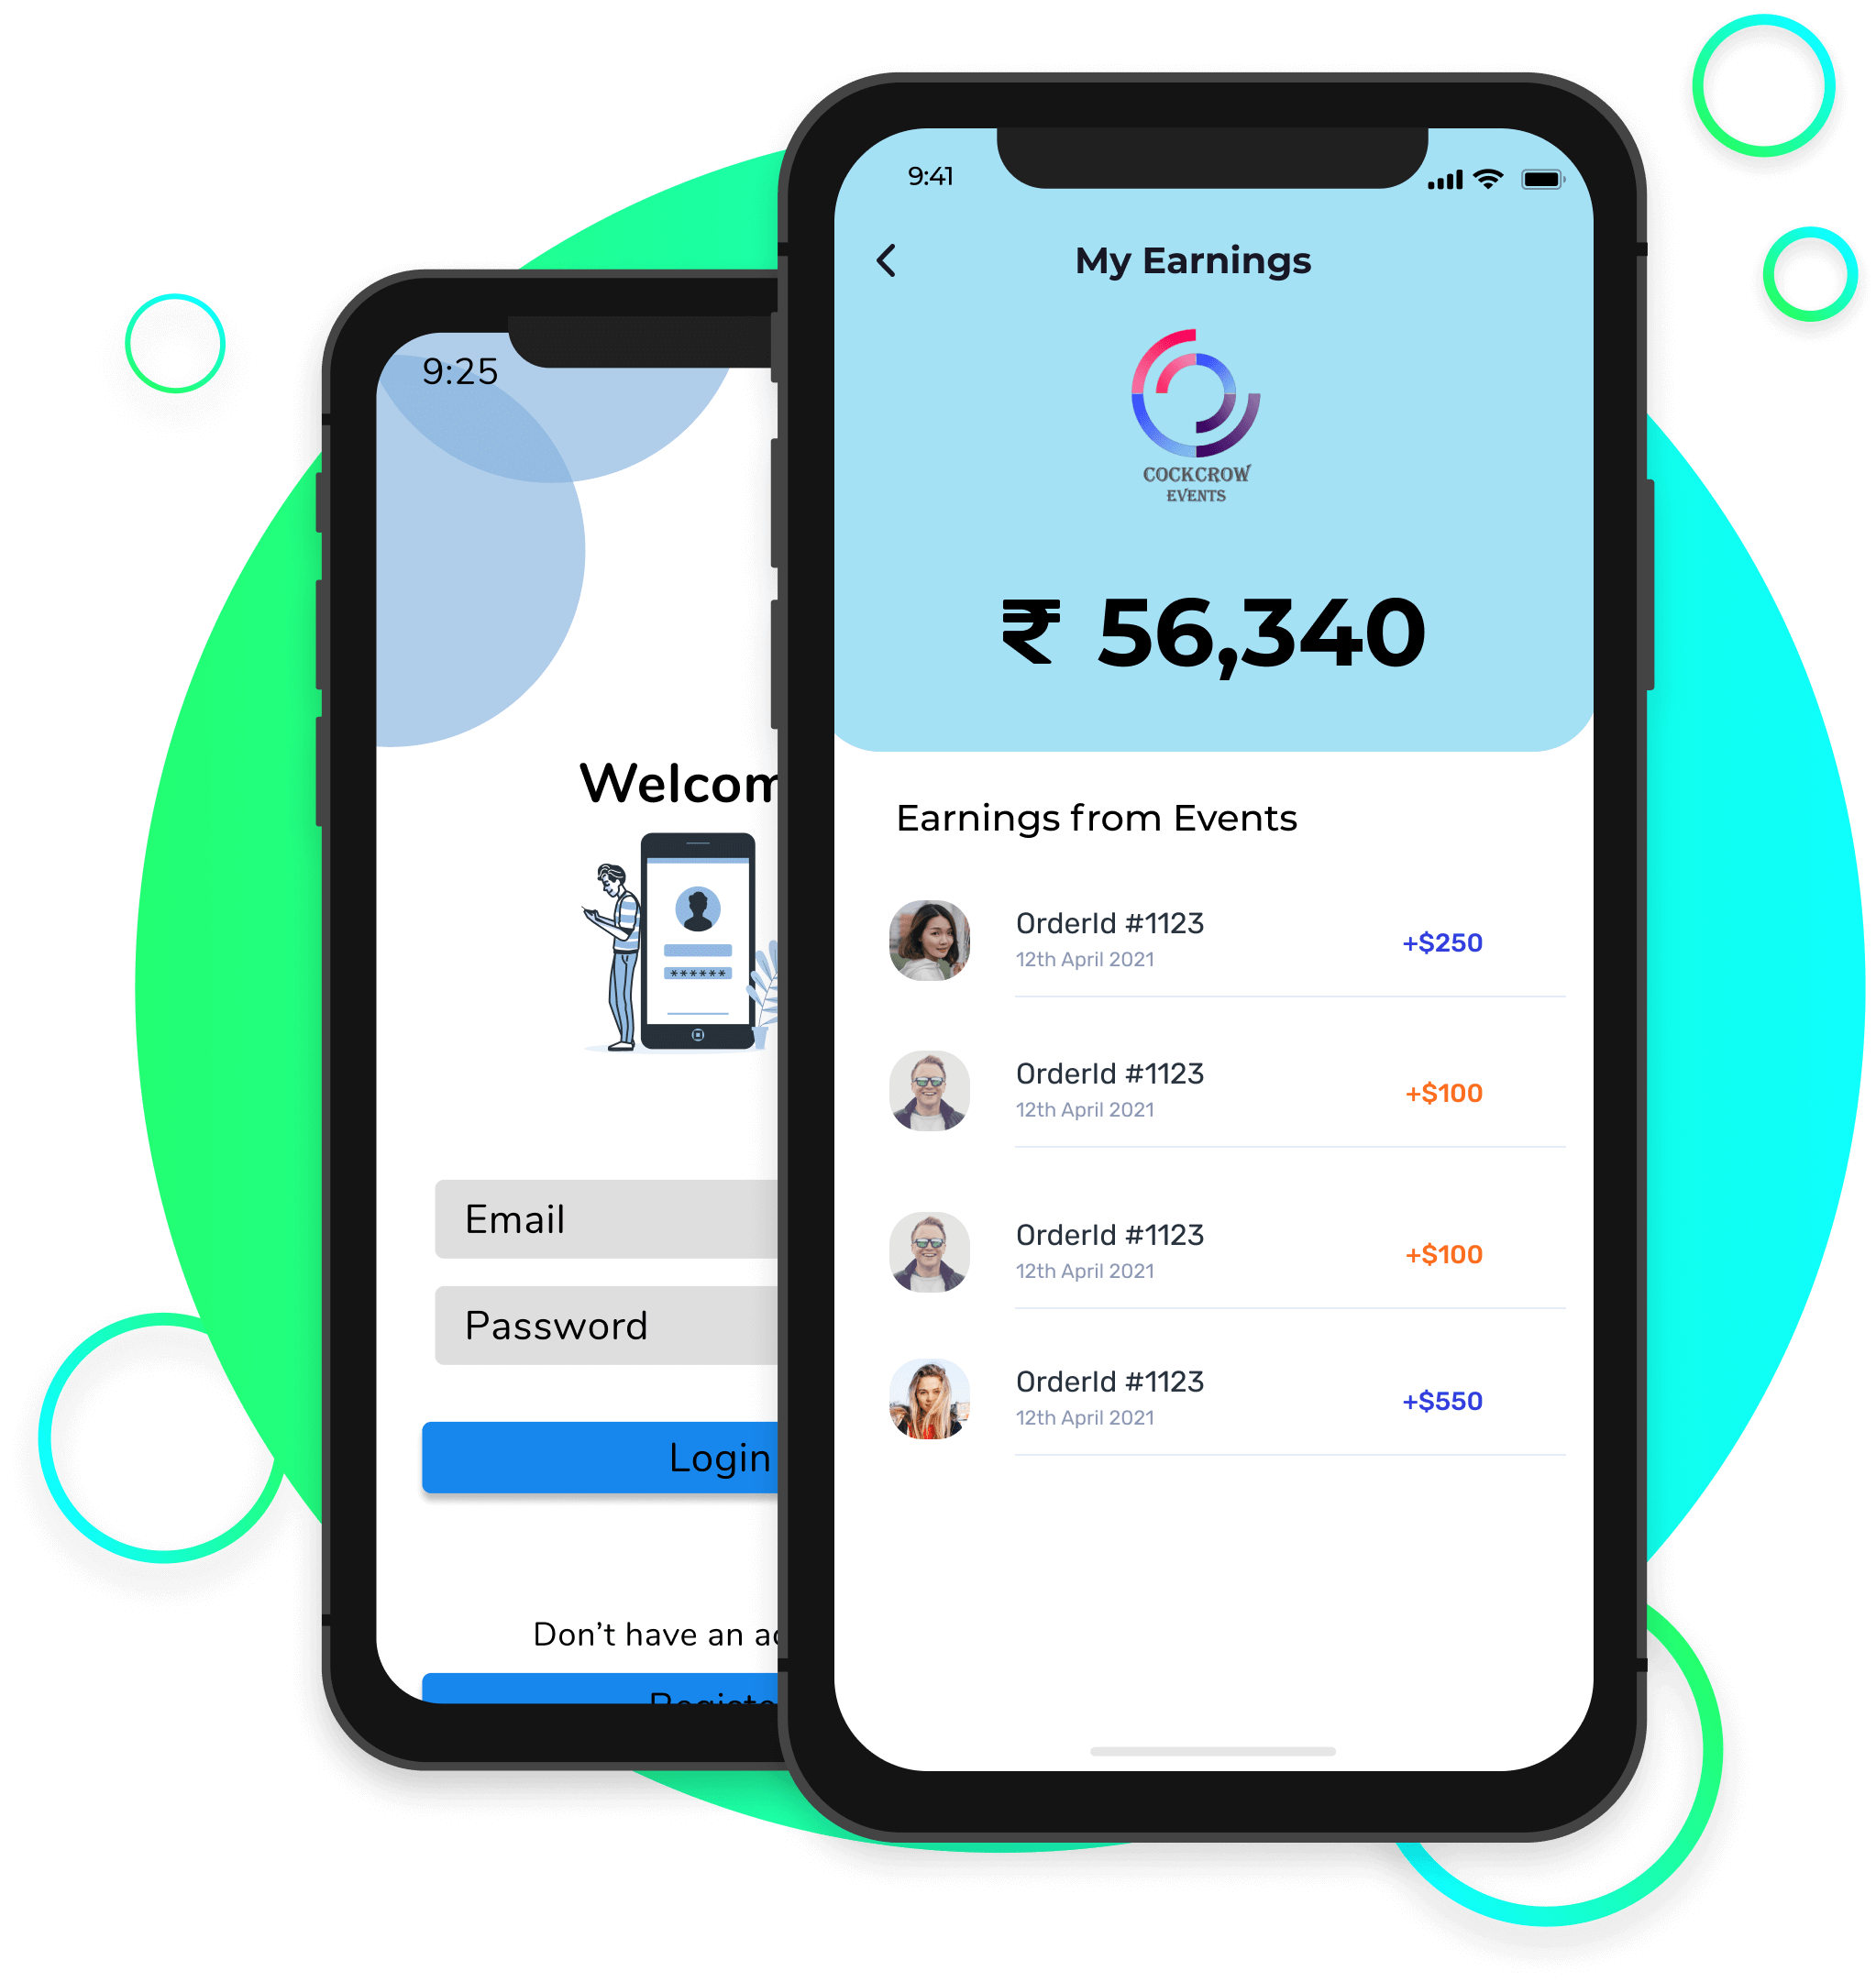 9:25
Welcom
******
Email
Password
Login
Don’t have an ac
Registe
9:41
My Earnings
COCKCROW
EVENTS
₹ 56,340
Earnings from Events
OrderId #1123
12th April 2021
+$250
OrderId #1123
12th April 2021
+$100
OrderId #1123
12th April 2021
+$100
OrderId #1123
12th April 2021
+$550